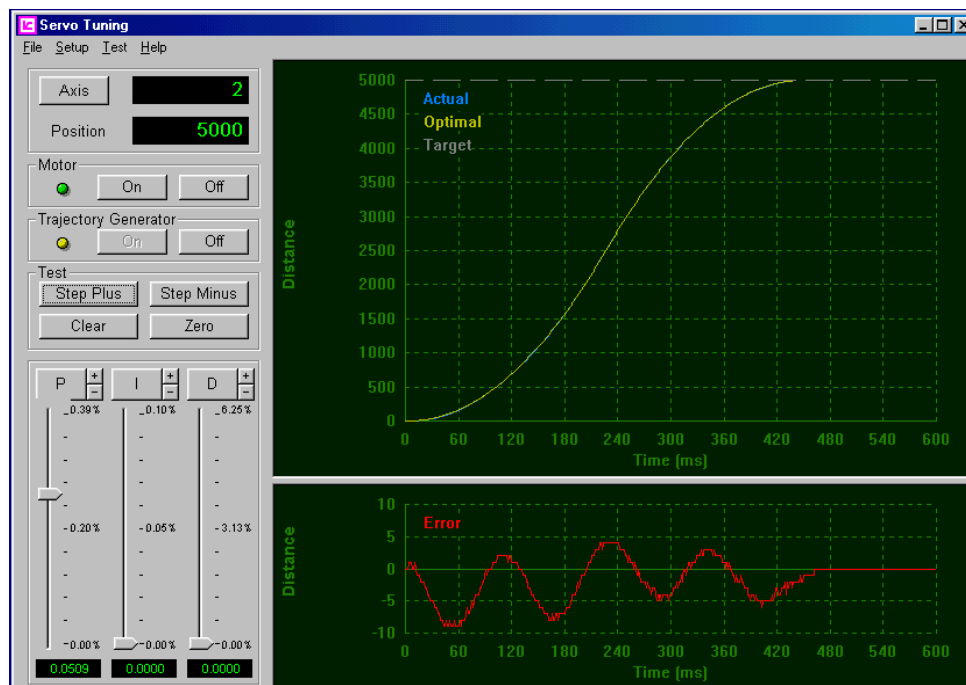 Servo Tuning
File Setup Test Help
Axis 2
Position 5000
Motor
On Off
Trajectory Generator
On Off
Test
Step Plus Step Minus
Clear Zero
P + - I + - D + -
0.39% 0.10% 6.25%
0.20% 0.05% 3.13%
0.00% 0.00% 0.00%
0.0509 0.0000 0.0000
Distance
5000
4500
4000
3500
3000
2500
2000
1500
1000
500
0
Actual
Optimal
Target
0 60 120 180 240 300 360 420 480 540 600
Time (ms)
Distance
10
5
0
-5
-10
Error
0 60 120 180 240 300 360 420 480 540 600
Time (ms)